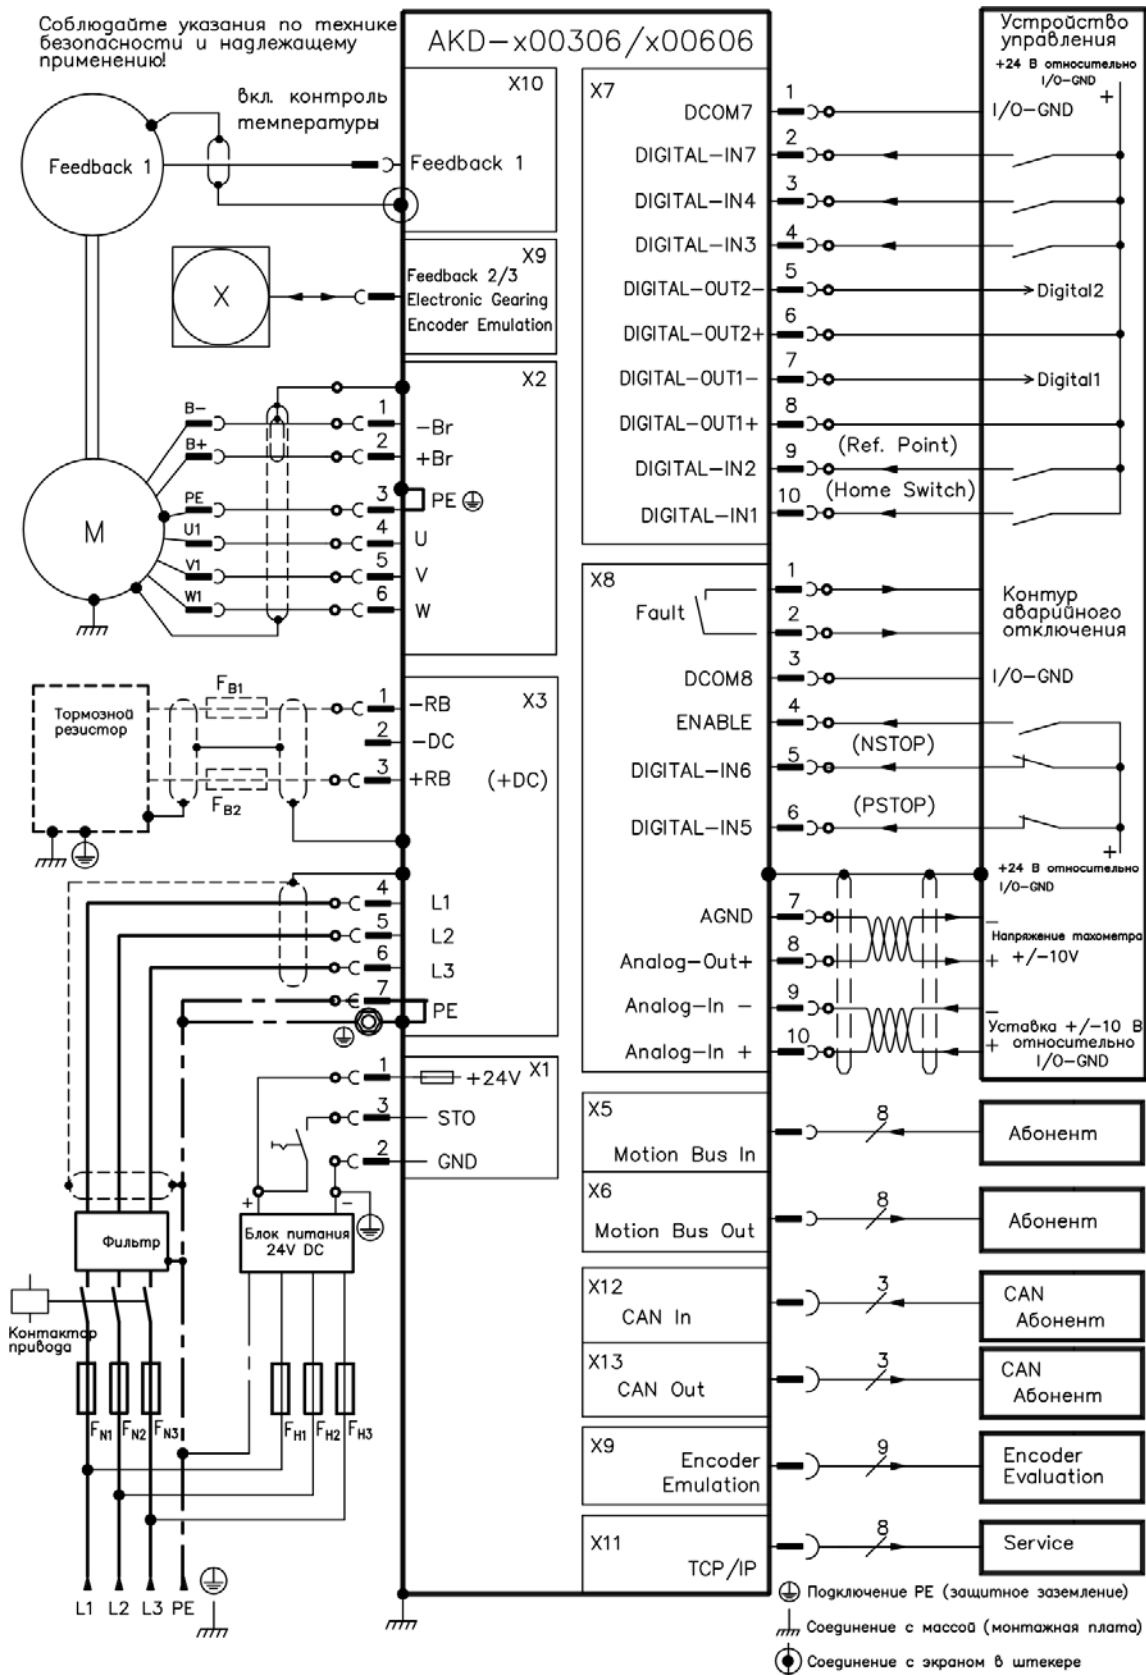 Соблюдайте указания по технике
безопасности и надлежащему
применению!
AKD-x00306/x00606
Устройство
управления
+24 В относительно
I/O-GND
+
вкл. контроль
температуры
Feedback 1
X10
Feedback 1
X
X9
Feedback 2/3
Electronic Gearing
Encoder Emulation
X2
B-
1
-Br
B+
2
+Br
PE
3
PE
U1
4
U
V1
5
V
W1
6
W
M
Тормозной
резистор
FB1
FB2
X3
1
-RB
2
-DC
3
+RB
(+DC)
4
L1
5
L2
6
L3
7
PE
X1
1
+24V
3
STO
2
GND
+
-
Блок питания
24V DC
Фильтр
Контактор
привода
FN1
FN2
FN3
FH1
FH2
FH3
L1
L2
L3
PE
X7
DCOM7
1
I/O-GND
DIGITAL-IN7
2
DIGITAL-IN4
3
DIGITAL-IN3
4
DIGITAL-OUT2-
5
Digital2
DIGITAL-OUT2+
6
DIGITAL-OUT1-
7
Digital1
DIGITAL-OUT1+
8
DIGITAL-IN2
9
(Ref. Point)
DIGITAL-IN1
10
(Home Switch)
X8
Fault
1
2
Контур
аварийного
отключения
DCOM8
3
I/O-GND
ENABLE
4
DIGITAL-IN6
5
(NSTOP)
DIGITAL-IN5
6
(PSTOP)
+
+24 В относительно
I/O-GND
AGND
7
-
Напряжение тахометра
Analog-Out+
8
+
+/-10V
Analog-In -
9
-
Уставка +/-10 В
Analog-In +
10
+
относительно
I/O-GND
X5
Motion Bus In
8
Абонент
X6
Motion Bus Out
8
Абонент
X12
CAN In
3
CAN
Абонент
X13
CAN Out
3
CAN
Абонент
X9
Encoder
Emulation
9
Encoder
Evaluation
X11
TCP/IP
8
Service
Подключение PE (защитное заземление)
Соединение с массой (монтажная плата)
Соединение с экраном в штекере